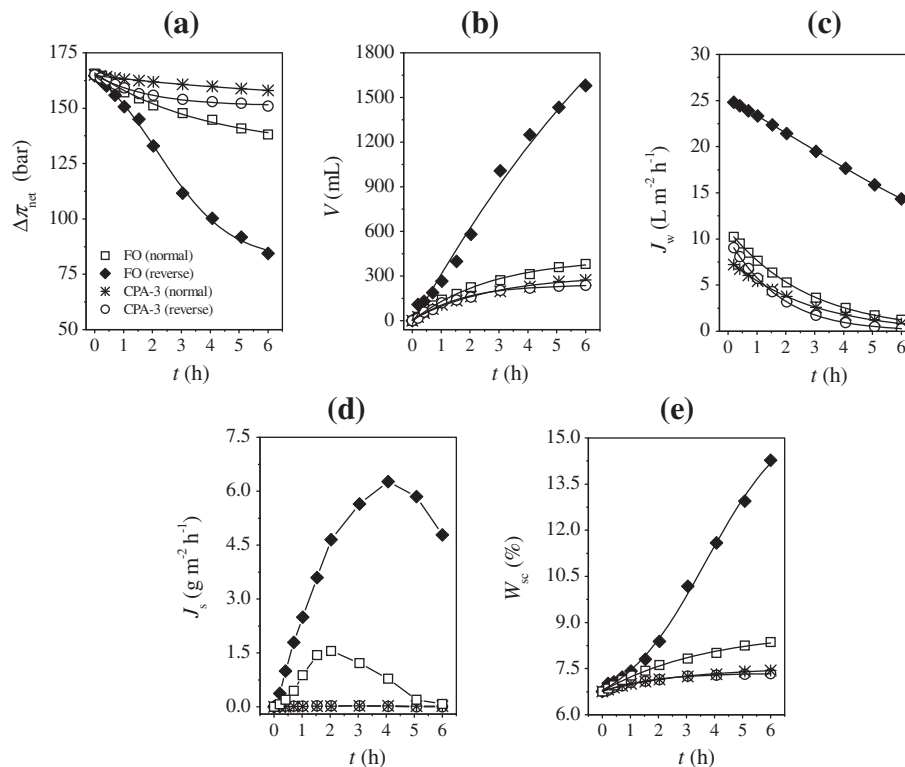 (a)
(b)
(c)
175
150
125
100
75
50
Δπnet (bar)
FO (normal)
FO (reverse)
CPA-3 (normal)
CPA-3 (reverse)
0 1 2 3 4 5 6
t (h)
1800
1500
1200
900
600
300
0
V (mL)
0 1 2 3 4 5 6
t (h)
30
25
20
15
10
5
0
Jw (L m⁻² h⁻¹)
0 1 2 3 4 5 6
t (h)
(d)
(e)
7.5
6.0
4.5
3.0
1.5
0.0
Js (g m⁻² h⁻¹)
0 1 2 3 4 5 6
t (h)
15.0
13.5
12.0
10.5
9.0
7.5
6.0
Wsc (%)
0 1 2 3 4 5 6
t (h)